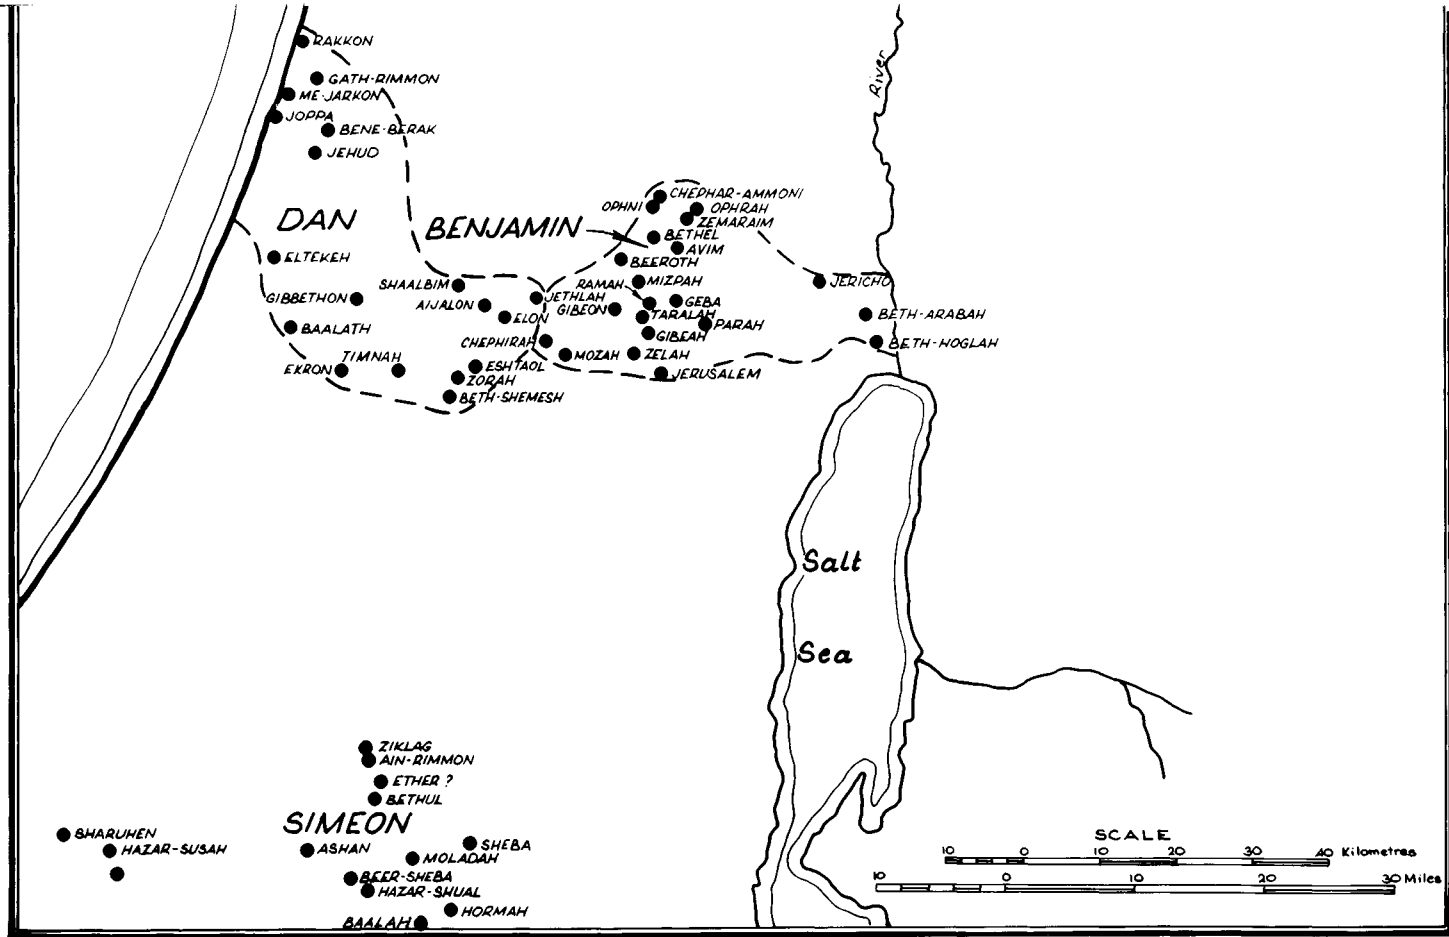 RAKKON
River
GATH-RIMMON
ME-JARKON
JOPPA
BENE-BERAK
JEHUD
CHEPHAR-AMMONI
OPHNI
OPHRAH
DAN
BENJAMIN
ZEMARAIM
BETHEL
AVIM
ELTEKEH
BEEROTH
SHAALBIM
RAMAH
MIZPAH
JERICHO
GIBBETHON
AIJALON
JETHLAH
GIBEON
GEBA
ELON
TARALAH
PARAH
BETH-ARABAH
BAALATH
CHEPHIRAH
GIBEAH
BETH-HOGLAH
TIMNAH
MOZAH
ZELAH
EKRON
ESHTAOL
ZORAH
JERUSALEM
BETH-SHEMESH
Salt
Sea
ZIKLAG
AIN-RIMMON
ETHER ?
BETHUL
SIMEON
BHARUHEN
HAZAR-SUSAH
ASHAN
SHEBA
MOLADAH
BEER-SHEBA
HAZAR-SHUAL
HORMAH
BAALAH
SCALE
10 0 10 20 30 40 Kilometres
10 0 10 20 30 Miles